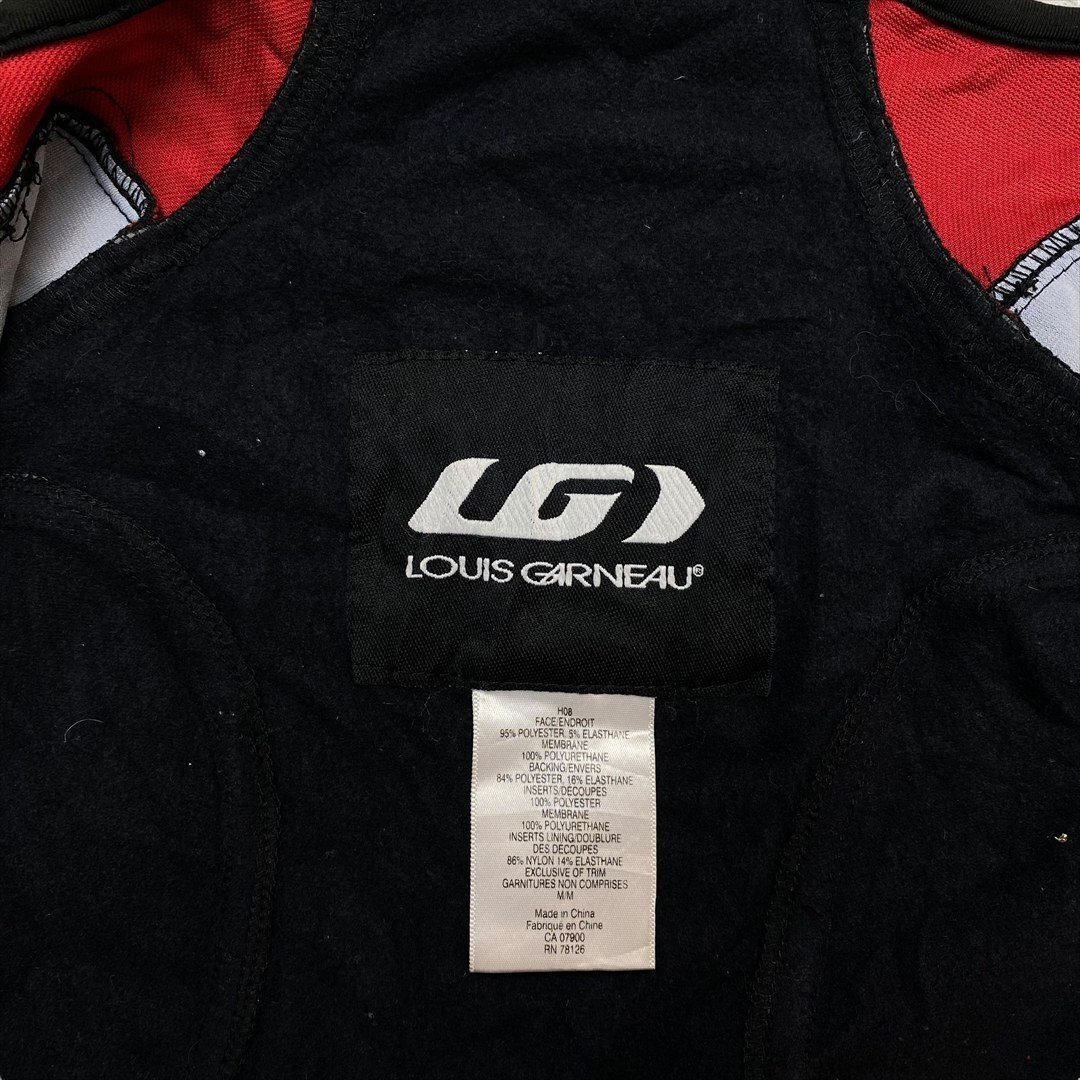 LG
LOUIS GARNEAU®
H08
FACE/ENDROIT
95% POLYESTER, 5% ELASTHANE
MEMBRANE
100% POLYURETHANE
BACKING/ENVERS
84% POLYESTER, 16% ELASTHANE
INSERTS/DÉCOUPES
100% POLYESTER
MEMBRANE
100% POLYURETHANE
INSERTS LINING/DOUBLURE
DES DÉCOUPES
86% NYLON 14% ELASTHANE
EXCLUSIVE OF TRIM
GARNITURES NON COMPRISES
M/M
Made in China
Fabriqué en Chine
CA 07900
RN 78126